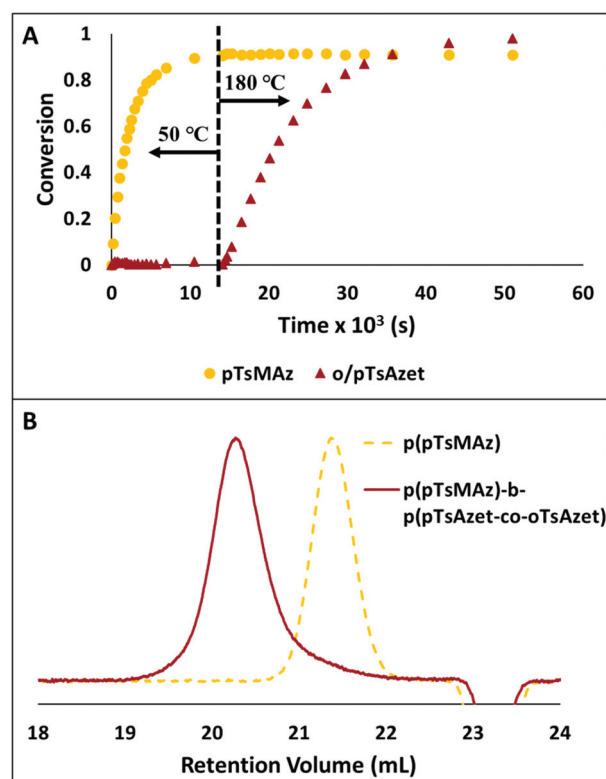 A
1
0.8
0.6
0.4
0.2
0
Conversion
180 °C
50 °C
0 10 20 30 40 50 60
Time x 10³ (s)
pTsMAz o/pTsAzet
B
p(pTsMAz)
p(pTsMAz)-b-
p(pTsAzet-co-oTsAzet)
18 19 20 21 22 23 24
Retention Volume (mL)